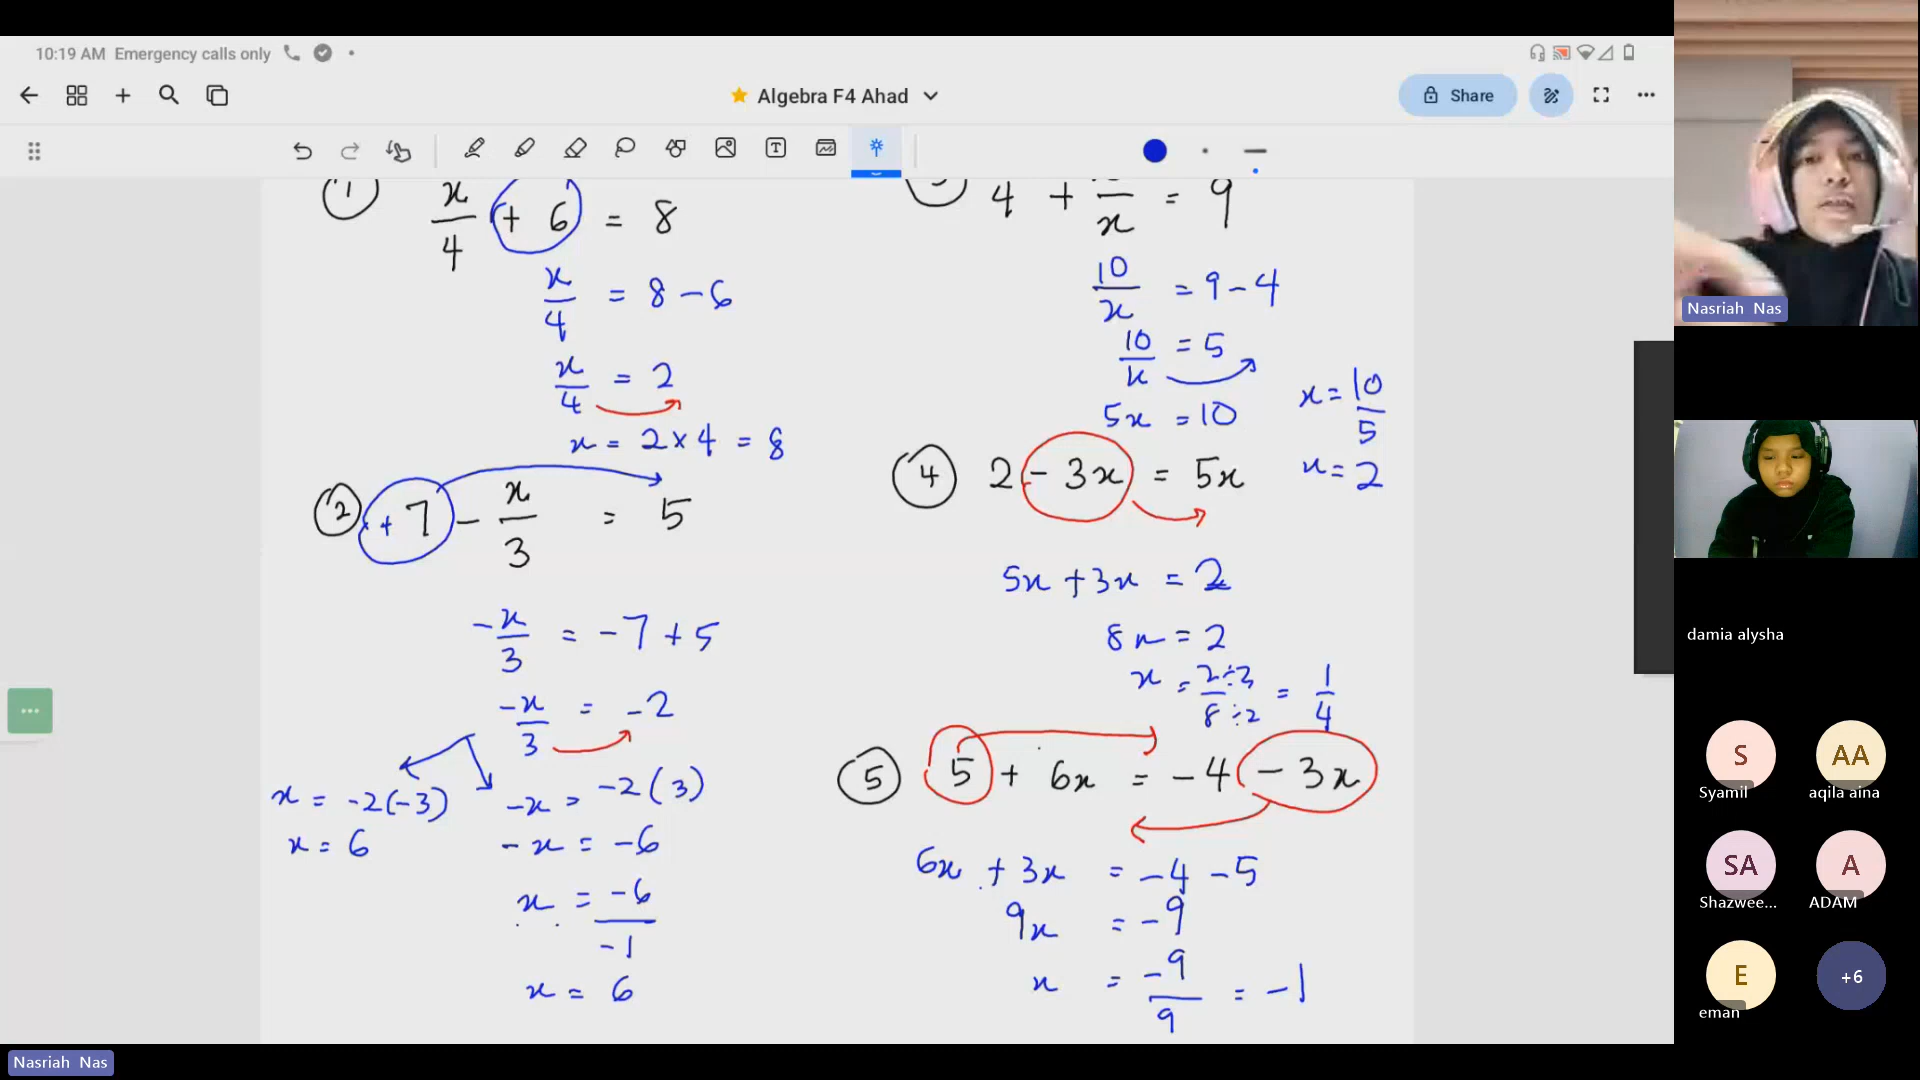 10:19 AM Emergency calls only
Algebra F4 Ahad
Share
① x/4 + 6 = 8
x/4 = 8 - 6
x/4 = 2
x = 2 × 4 = 8
② + 7 - x/3 = 5
-x/3 = -7 + 5
-x/3 = -2
x = -2(-3)
x = 6
-x = -2(3)
-x = -6
x = -6/-1
x = 6
4 + /x = 9
10/x = 9 - 4
10/x = 5
5x = 10
x = 10/5
x = 2
④ 2 - 3x = 5x
5x + 3x = 2
8x = 2
x = 2÷2/8÷2 = 1/4
⑤ 5 + 6x = -4 - 3x
6x + 3x = -4 - 5
9x = -9
x = -9/9 = -1
Nasriah Nas
damia alysha
S
Syamil
AA
aqila aina
SA
Shazwee...
A
ADAM
E
eman
+6
Nasriah Nas